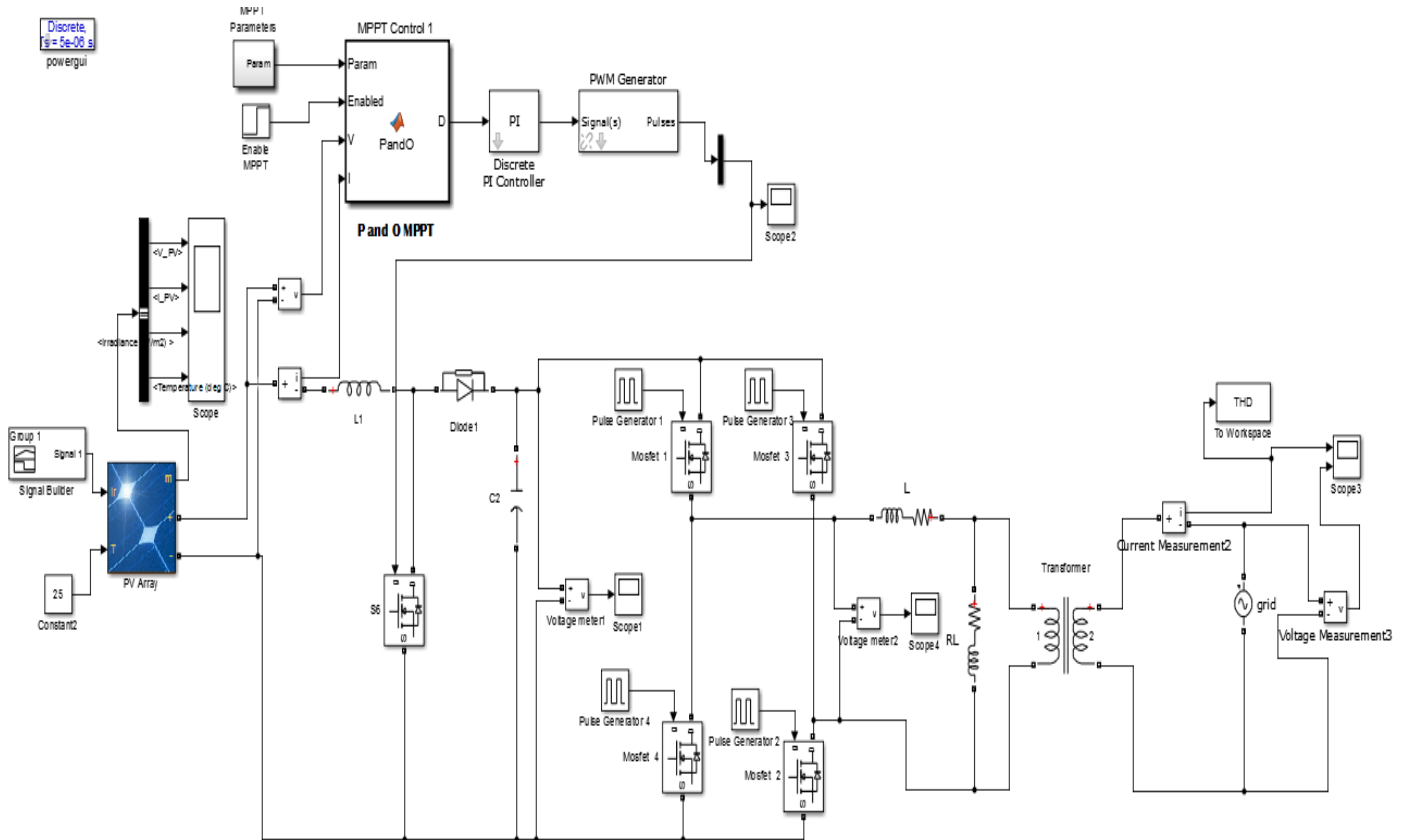 MPPT
Parameters
Param
Discrete,
Ts = 5e-06 s
powergui
MPPT Control 1
Param
Enabled
V
I
D
PandO
Enable
MPPT
P and O MPPT
PI
Discrete
PI Controller
PWM Generator
Signal(s)
Pulses
Scope2
<V_PV>
<I_PV>
<Irradiance /m2) >
<Temperature (deg C)>
Scope
+
-
v
+
i
-
L1
Diode1
C2
S6
g
D
S
Group 1
Signal 1
Signal Builder
Ir
T
m
+
-
PV Array
25
Constant2
Pulse Generator 1
Mosfet 1
g
D
S
Pulse Generator 3
Mosfet 3
g
D
S
+
-
v
Voltage meter1
Scope1
Pulse Generator 4
Mosfet 4
g
D
S
Pulse Generator 2
Mosfet 2
g
D
S
L
+
-
v
Voltage meter2
Scope4
RL
Transformer
1
2
+
i
-
Current Measurement2
THD
To Workspace
Scope3
grid
+
-
v
Voltage Measurement3